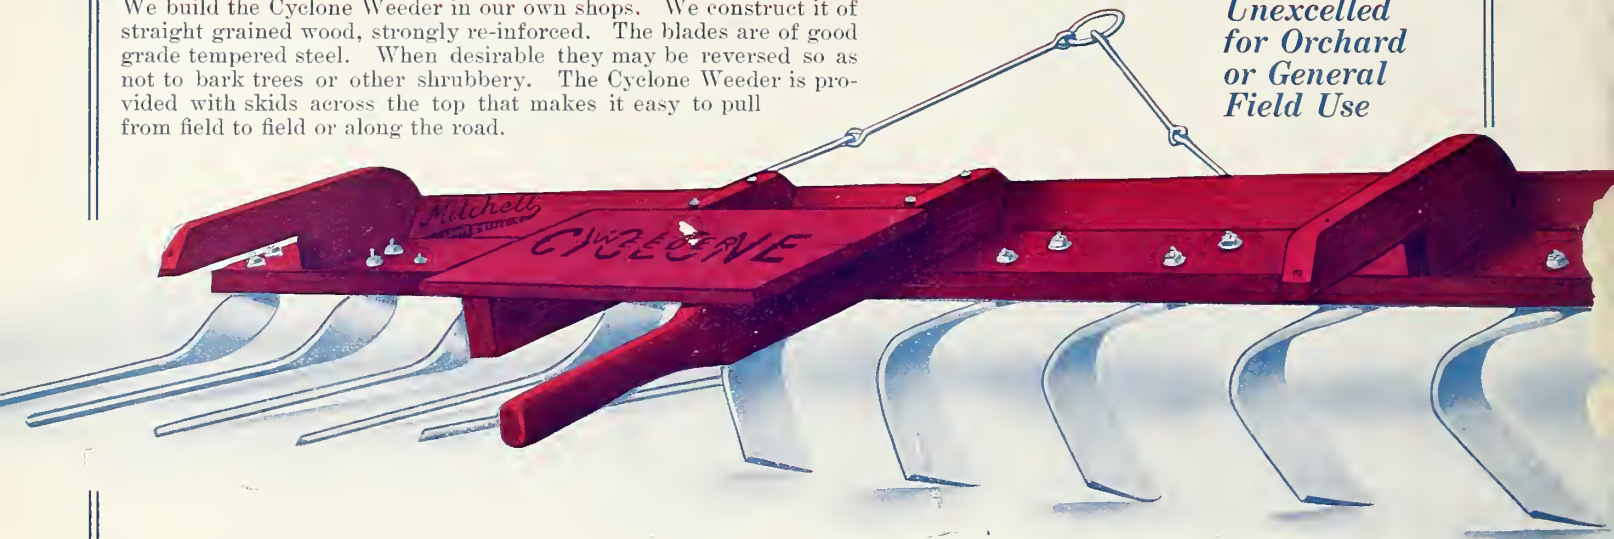 We build the Cyclone Weeder in our own shops. We construct it of
straight grained wood, strongly re-inforced. The blades are of good
grade tempered steel. When desirable they may be reversed so as
not to bark trees or other shrubbery. The Cyclone Weeder is pro-
vided with skids across the top that makes it easy to pull
from field to field or along the road.
Unexcelled
for Orchard
or General
Field Use
Mitchell
CYCLONE
WEEDER